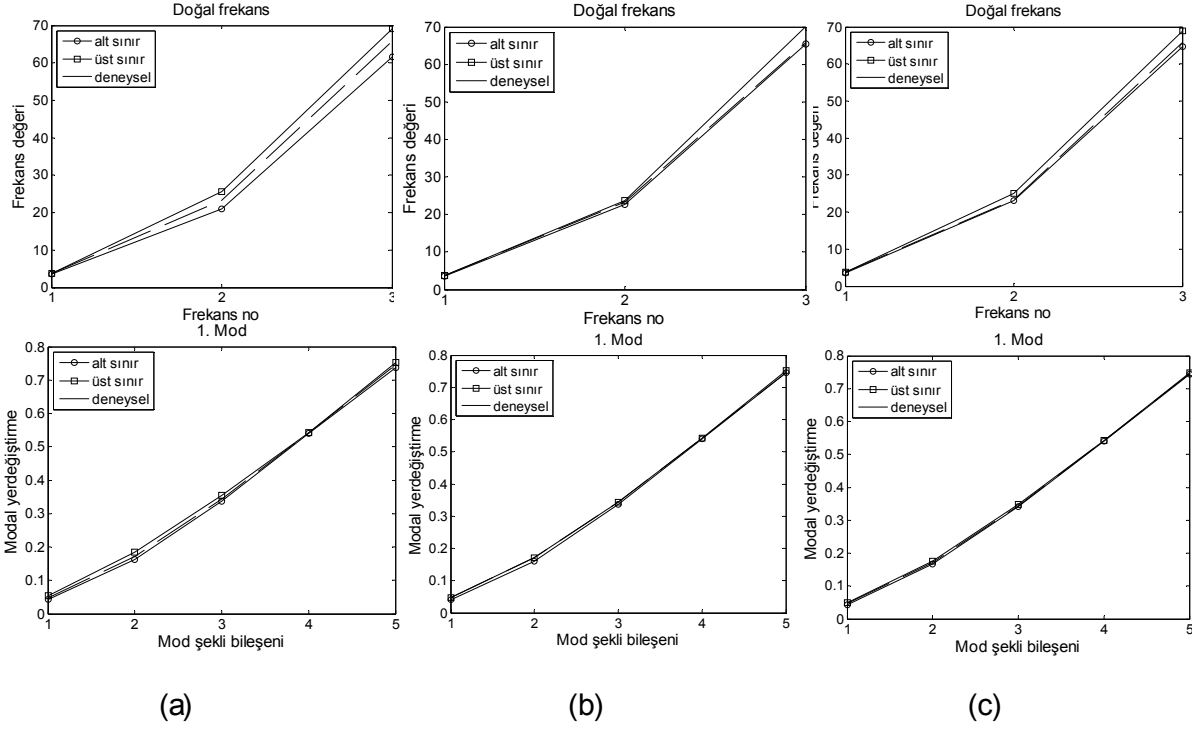 Doğal frekans
70
60
50
40
30
20
10
0
1
2
3
alt sınır
üst sınır
deneysel
Frekans değeri
Frekans no
Doğal frekans
70
60
50
40
30
20
10
0
1
2
3
alt sınır
üst sınır
deneysel
Frekans değeri
Frekans no
Doğal frekans
70
60
50
40
30
20
10
0
1
2
3
alt sınır
üst sınır
deneysel
Frekans değeri
Frekans no
1. Mod
0.8
0.7
0.6
0.5
0.4
0.3
0.2
0.1
0
1
2
3
4
5
alt sınır
üst sınır
deneysel
Modal yerdeğiştirme
Mod şekli bileşeni
1. Mod
0.8
0.7
0.6
0.5
0.4
0.3
0.2
0.1
0
1
2
3
4
5
alt sınır
üst sınır
deneysel
Modal yerdeğiştirme
Mod şekli bileşeni
1. Mod
0.8
0.7
0.6
0.5
0.4
0.3
0.2
0.1
0
1
2
3
4
5
alt sınır
üst sınır
deneysel
Modal yerdeğiştirme
Mod şekli bileşeni
(a)
(b)
(c)